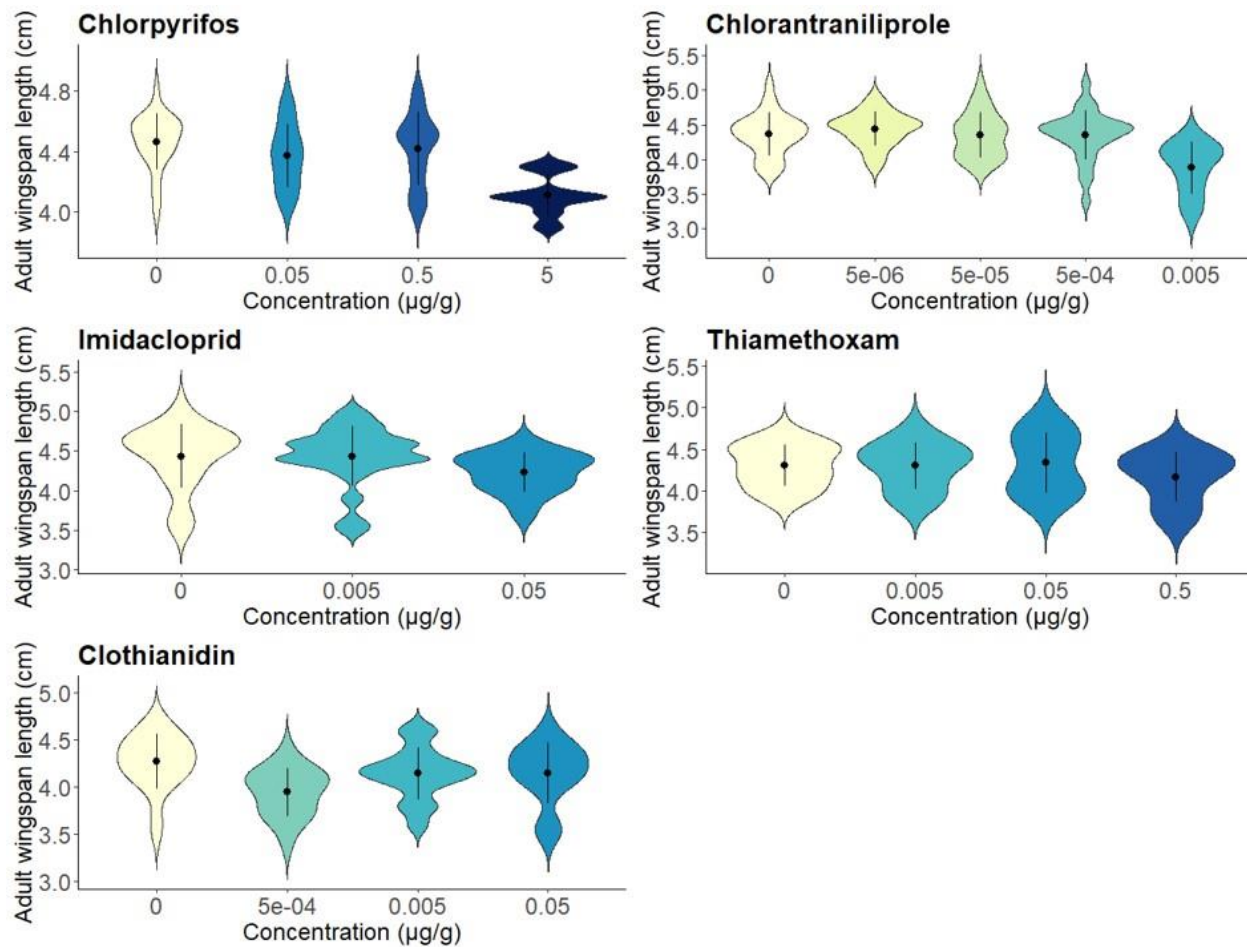 Chlorpyrifos
Adult wingspan length (cm)
4.8
4.4
4.0
0 0.05 0.5 5
Concentration (µg/g)
Chlorantraniliprole
Adult wingspan length (cm)
5.5
5.0
4.5
4.0
3.5
3.0
0 5e-06 5e-05 5e-04 0.005
Concentration (µg/g)
Imidacloprid
Adult wingspan length (cm)
5.5
5.0
4.5
4.0
3.5
3.0
0 0.005 0.05
Concentration (µg/g)
Thiamethoxam
Adult wingspan length (cm)
5.5
5.0
4.5
4.0
3.5
0 0.005 0.05 0.5
Concentration (µg/g)
Clothianidin
Adult wingspan length (cm)
5.0
4.5
4.0
3.5
3.0
0 5e-04 0.005 0.05
Concentration (µg/g)